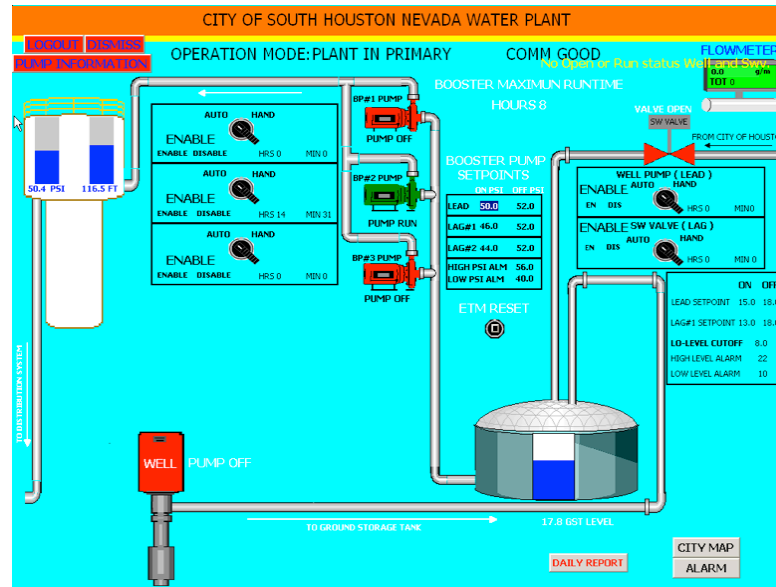 CITY OF SOUTH HOUSTON NEVADA WATER PLANT
LOGOUT DISMISS
PUMP INFORMATION
OPERATION MODE:PLANT IN PRIMARY COMM GOOD
FLOWMETER
No Open or Run status Well and Swv.
0.0 g/m
TOT 0
BOOSTER MAXIMUN RUNTIME
HOURS 8
50.4 PSI 116.5 FT
AUTO HAND
ENABLE
ENABLE DISABLE HRS 0 MIN 0
AUTO HAND
ENABLE
ENABLE DISABLE HRS 14 MIN 31
AUTO HAND
ENABLE
ENABLE DISABLE HRS 0 MIN 0
BP#1 PUMP
PUMP OFF
BP#2 PUMP
PUMP RUN
BP#3 PUMP
PUMP OFF
BOOSTER PUMP
SETPOINTS
ON PSI OFF PSI
LEAD 50.0 52.0
LAG#1 46.0 52.0
LAG#2 44.0 52.0
HIGH PSI ALM 56.0
LOW PSI ALM 40.0
ETM RESET
VALVE OPEN
SW VALVE
FROM CITY OF HOUSTO
WELL PUMP ( LEAD )
ENABLE AUTO HAND
EN DIS
HRS 0 MIN0
ENABLE SW VALVE ( LAG )
EN DIS AUTO HAND
HRS 0 MIN 0
ON OFF
LEAD SETPOINT 15.0 18.0
LAG#1 SETPOINT 13.0 18.0
LO-LEVEL CUTOFF 8.0
HIGH LEVEL ALARM 22
LOW LEVEL ALARM 10
TO DISTRIBUTION SYSTEM
WELL PUMP OFF
TO GROUND STORAGE TANK
17.8 GST LEVEL
DAILY REPORT
CITY MAP
ALARM